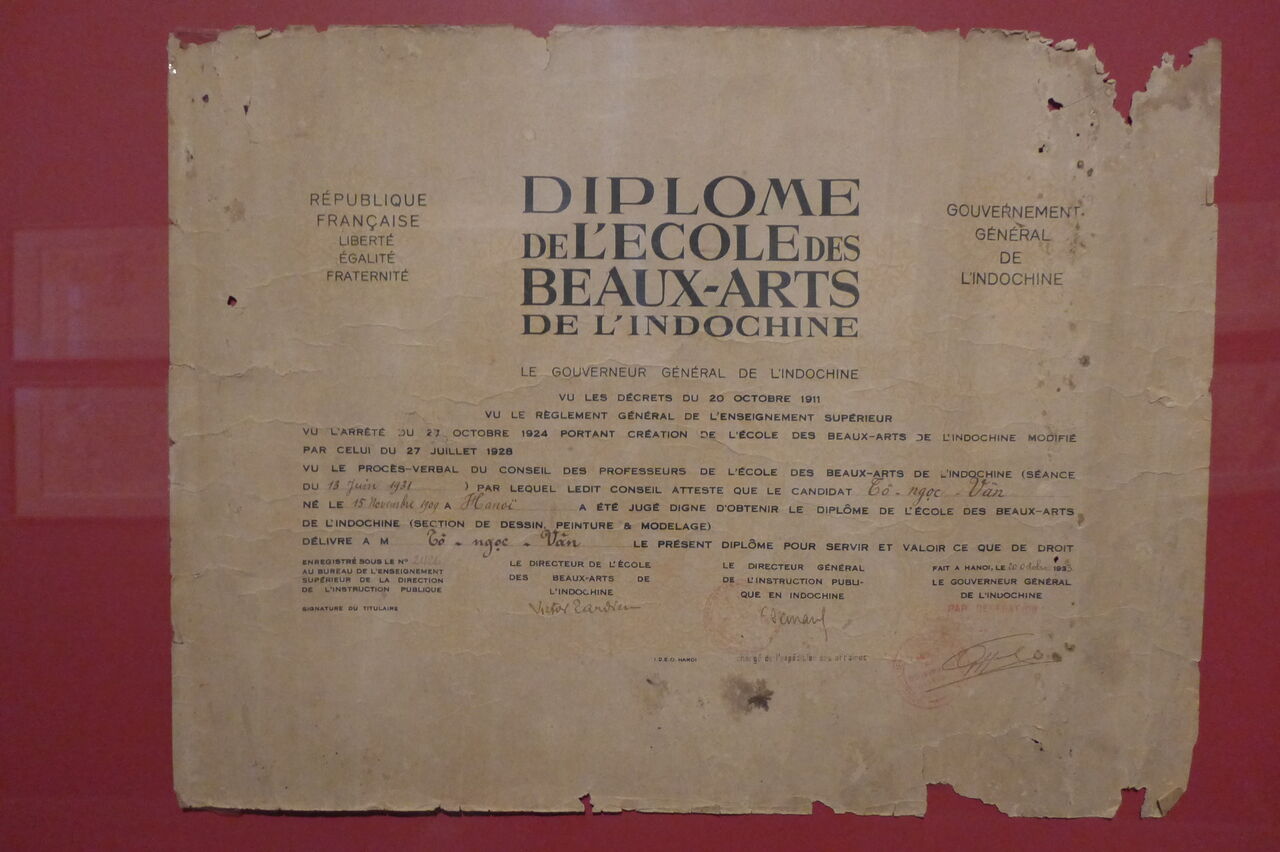 RÉPUBLIQUE
FRANÇAISE
LIBERTÉ
ÉGALITÉ
FRATERNITÉ
DIPLOME
DE L'ECOLE DES
BEAUX-ARTS
DE L'INDOCHINE
GOUVERNEMENT
GÉNÉRAL
DE
L'INDOCHINE
LE GOUVERNEUR GÉNÉRAL DE L'INDOCHINE
VU LES DÉCRETS DU 20 OCTOBRE 1911
VU LE RÈGLEMENT GÉNÉRAL DE L'ENSEIGNEMENT SUPÉRIEUR
VU L'ARRÊTÉ DU 27 OCTOBRE 1924 PORTANT CRÉATION DE L'ÉCOLE DES BEAUX-ARTS DE L'INDOCHINE MODIFIÉ
PAR CELUI DU 27 JUILLET 1928
VU LE PROCÈS-VERBAL DU CONSEIL DES PROFESSEURS DE L'ÉCOLE DES BEAUX-ARTS DE L'INDOCHINE (SÉANCE
DU 13 Juin 1931 ) PAR LEQUEL LEDIT CONSEIL ATTESTE QUE LE CANDIDAT Tô - ngọc - Vân
NÉ LE 15 Novembre 1909 A Hanoï A ÉTÉ JUGÉ DIGNE D'OBTENIR LE DIPLÔME DE L'ÉCOLE DES BEAUX-ARTS
DE L'INDOCHINE (SECTION DE DESSIN, PEINTURE & MODELAGE)
DÉLIVRE A M Tô - ngọc - Vân LE PRÉSENT DIPLÔME POUR SERVIR ET VALOIR CE QUE DE DROIT
ENREGISTRÉ SOUS LE N°
AU BUREAU DE L'ENSEIGNEMENT
SUPÉRIEUR DE LA DIRECTION
DE L'INSTRUCTION PUBLIQUE
SIGNATURE DU TITULAIRE
LE DIRECTEUR DE L'ÉCOLE
DES BEAUX-ARTS DE
L'INDOCHINE
Victor Tardieu
LE DIRECTEUR GÉNÉRAL
DE L'INSTRUCTION PUBLI-
QUE EN INDOCHINE
chargé de l'expédition des affaires
FAIT A HANOI, LE 20 Octobre
LE GOUVERNEUR GÉNÉRAL
DE L'INDOCHINE
PAR DÉLÉGATION
I.D.E.O. HANOI